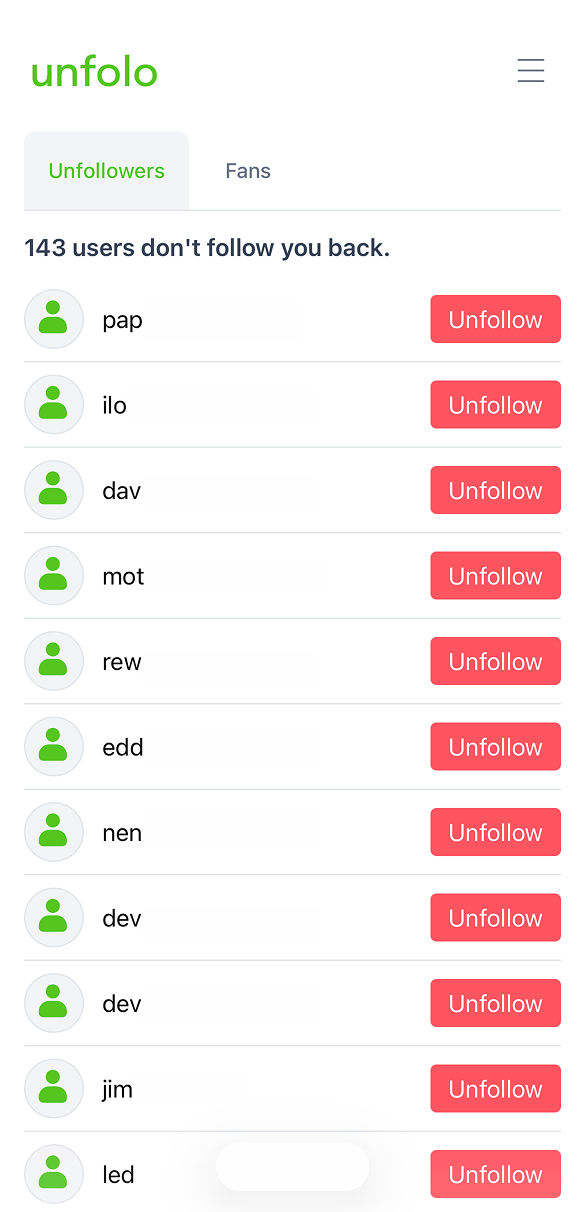 unfolo
Unfollowers Fans
143 users don't follow you back.
pap Unfollow
ilo Unfollow
dav Unfollow
mot Unfollow
rew Unfollow
edd Unfollow
nen Unfollow
dev Unfollow
dev Unfollow
jim Unfollow
led Unfollow